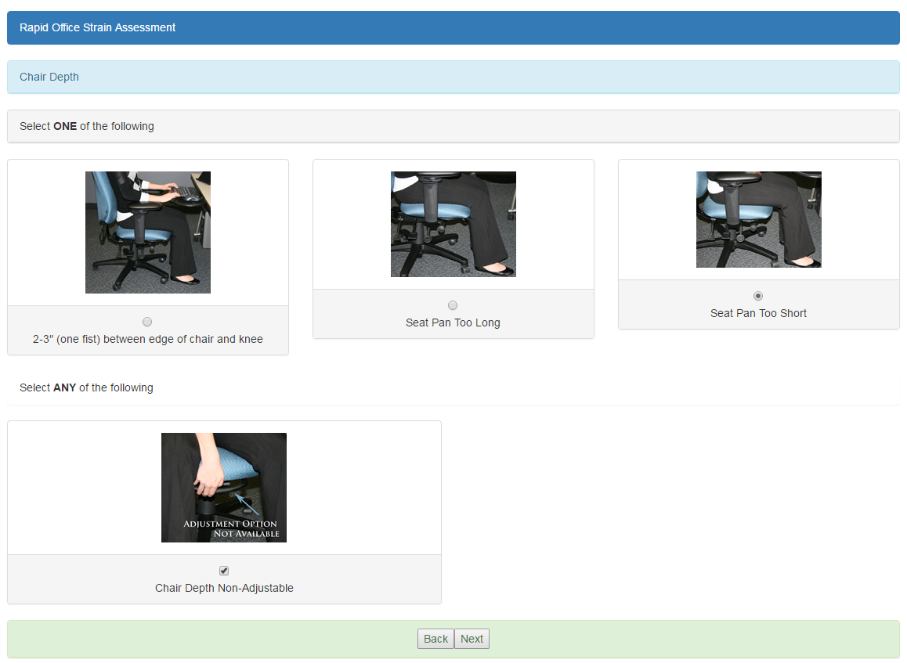 Rapid Office Strain Assessment
Chair Depth
Select ONE of the following
2-3" (one fist) between edge of chair and knee
Seat Pan Too Long
Seat Pan Too Short
Select ANY of the following
ADJUSTMENT OPTION
NOT AVAILABLE
Chair Depth Non-Adjustable
Back Next